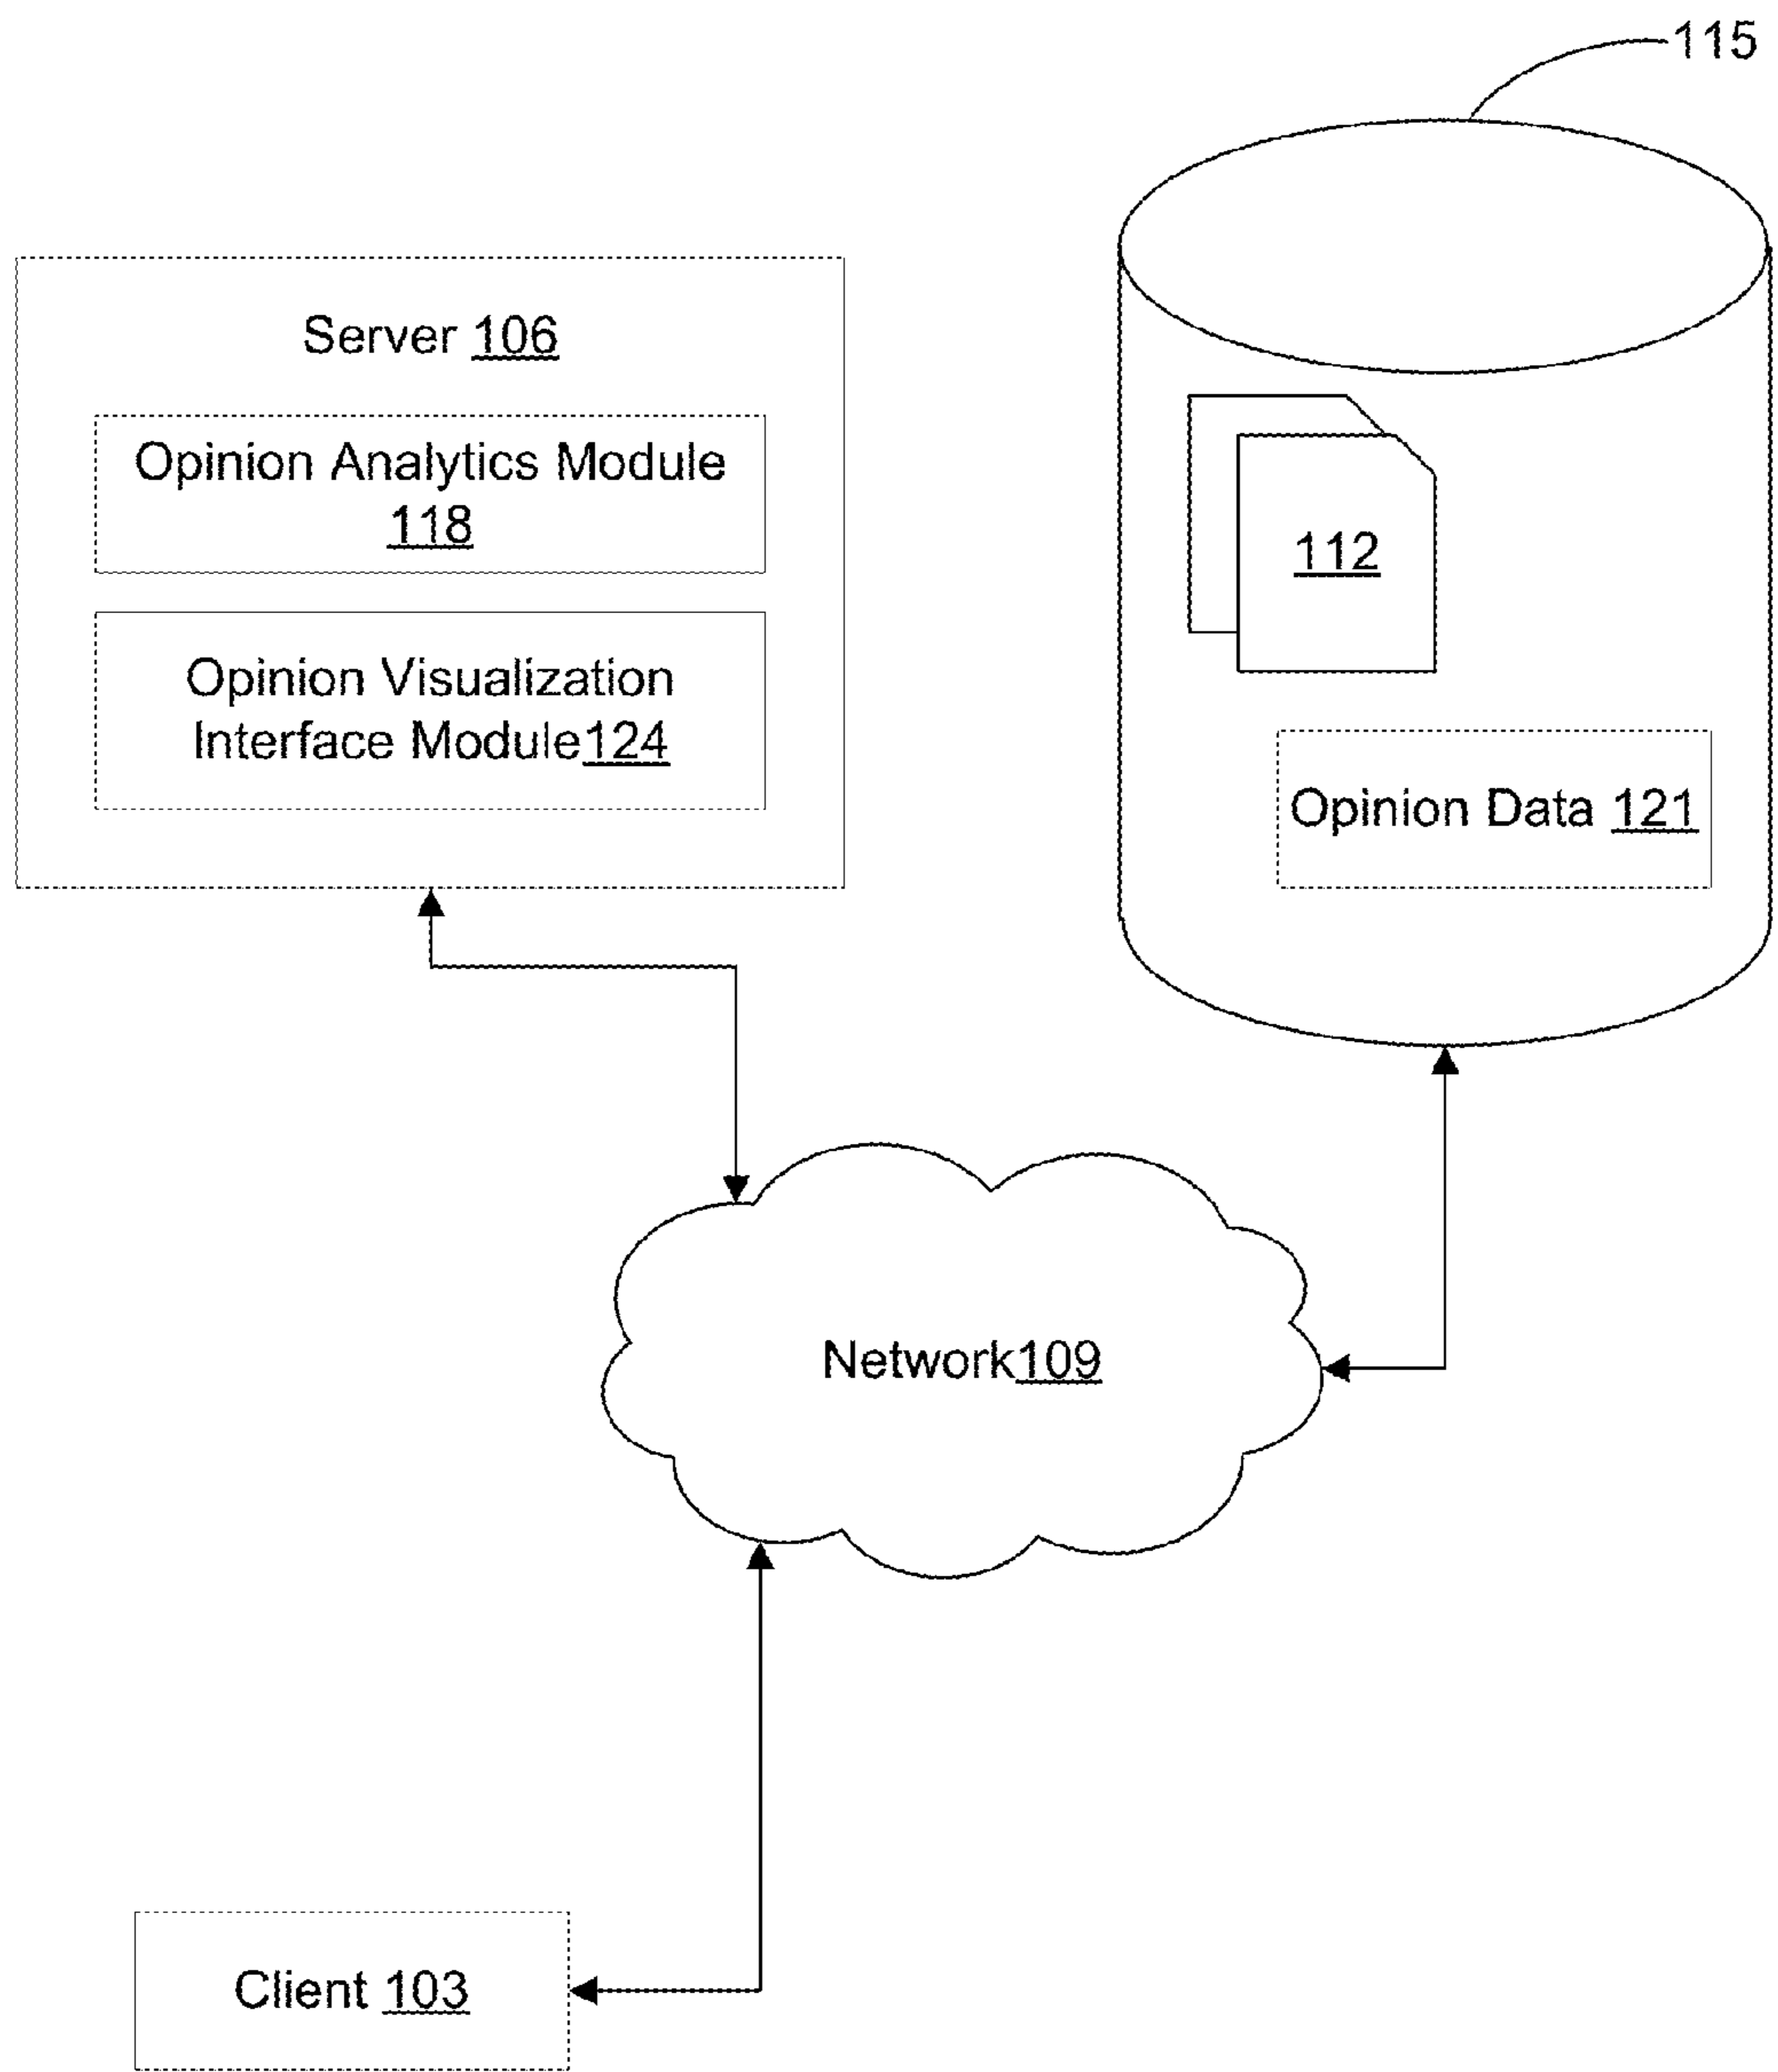 115
Server 106
Opinion Analytics Module
118
Opinion Visualization
Interface Module124
112
Opinion Data 121
Network109
Client 103